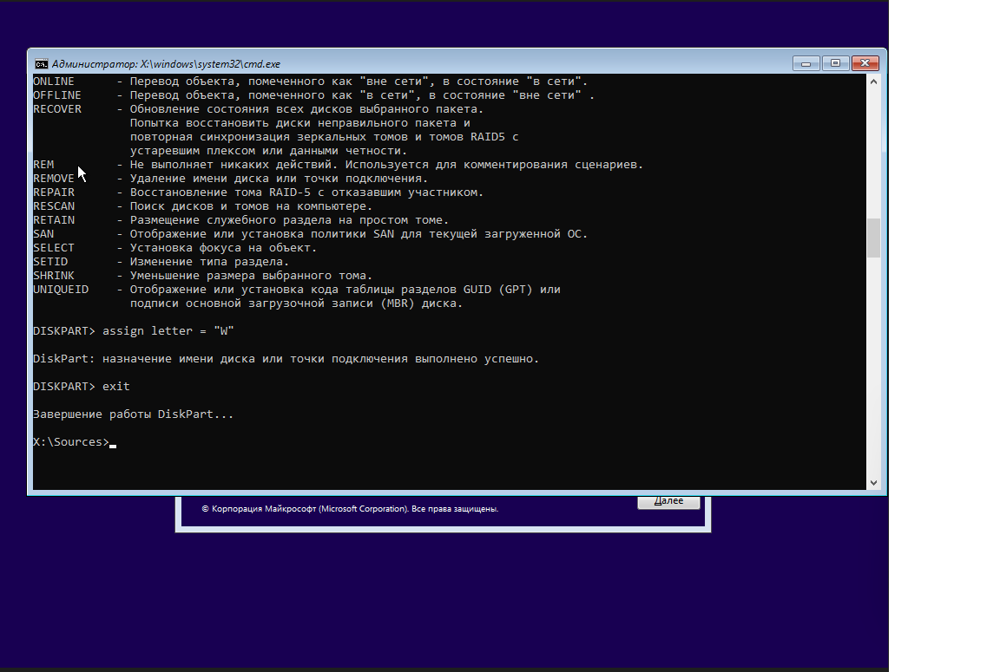 Администратор: X:\windows\system32\cmd.exe
ONLINE - Перевод объекта, помеченного как "вне сети", в состояние "в сети".
OFFLINE - Перевод объекта, помеченного как "в сети", в состояние "вне сети" .
RECOVER - Обновление состояния всех дисков выбранного пакета.
Попытка восстановить диски неправильного пакета и
повторная синхронизация зеркальных томов и томов RAID5 с
устаревшим плексом или данными четности.
REM - Не выполняет никаких действий. Используется для комментирования сценариев.
REMOVE - Удаление имени диска или точки подключения.
REPAIR - Восстановление тома RAID-5 с отказавшим участником.
RESCAN - Поиск дисков и томов на компьютере.
RETAIN - Размещение служебного раздела на простом томе.
SAN - Отображение или установка политики SAN для текущей загруженной ОС.
SELECT - Установка фокуса на объект.
SETID - Изменение типа раздела.
SHRINK - Уменьшение размера выбранного тома.
UNIQUEID - Отображение или установка кода таблицы разделов GUID (GPT) или
подписи основной загрузочной записи (MBR) диска.
DISKPART> assign letter = "W"
DiskPart: назначение имени диска или точки подключения выполнено успешно.
DISKPART> exit
Завершение работы DiskPart...
X:\Sources>
© Корпорация Майкрософт (Microsoft Corporation). Все права защищены.
Далее